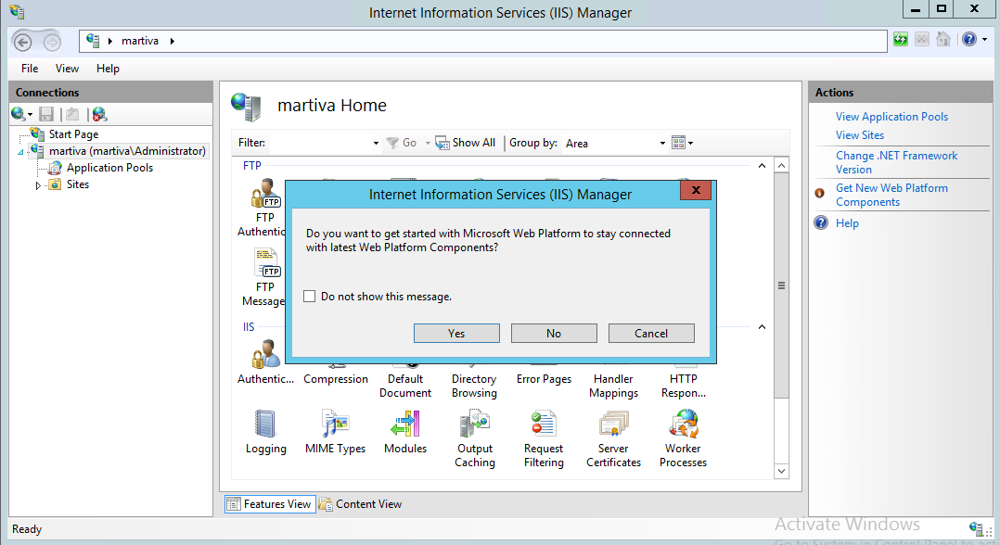 Internet Information Services (IIS) Manager
martiva
File View Help
Connections
Start Page
martiva (martiva\Administrator)
Application Pools
Sites
martiva Home
Filter: Go Show All Group by: Area
FTP
FTP
FTP
Authentic
FTP
FTP
Message
Internet Information Services (IIS) Manager
Do you want to get started with Microsoft Web Platform to stay connected
with latest Web Platform Components?
Do not show this message.
Yes No Cancel
IIS
Authentic... Compression Default Directory Error Pages Handler HTTP
Document Browsing Mappings Respon...
Logging MIME Types Modules Output Request Server Worker
Caching Filtering Certificates Processes
Features View Content View
Actions
View Application Pools
View Sites
Change .NET Framework
Version
Get New Web Platform
Components
Help
Ready
Activate Windows
Go to System in Control Panel to act